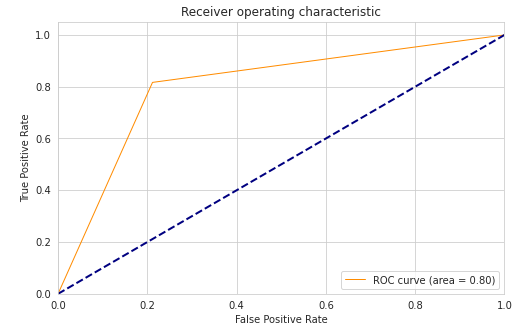 Receiver operating characteristic
1.0
0.8
0.6
0.4
0.2
0.0
True Positive Rate
ROC curve (area = 0.80)
0.0 0.2 0.4 0.6 0.8 1.0
False Positive Rate